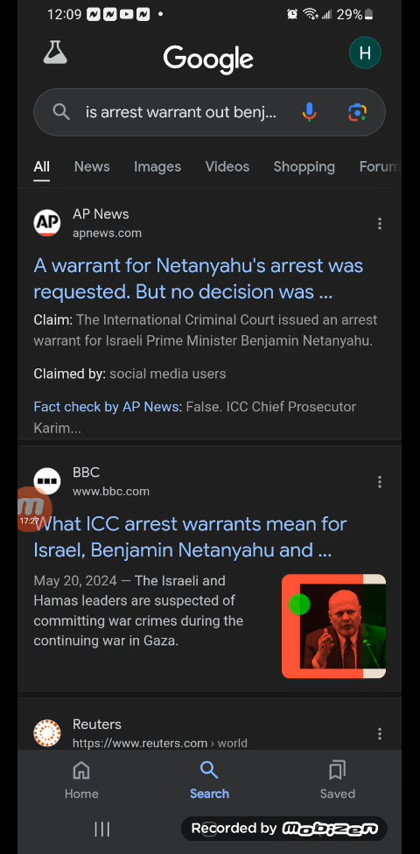 12:09 29%
Google
H
is arrest warrant out benj...
All News Images Videos Shopping Forum
AP News
apnews.com
A warrant for Netanyahu's arrest was
requested. But no decision was ...
Claim: The International Criminal Court issued an arrest
warrant for Israeli Prime Minister Benjamin Netanyahu.
Claimed by: social media users
Fact check by AP News: False. ICC Chief Prosecutor
Karim...
BBC
www.bbc.com
17:27
What ICC arrest warrants mean for
Israel, Benjamin Netanyahu and ...
May 20, 2024 — The Israeli and
Hamas leaders are suspected of
committing war crimes during the
continuing war in Gaza.
Reuters
https://www.reuters.com › world
Home Search Saved
Recorded by mobizen